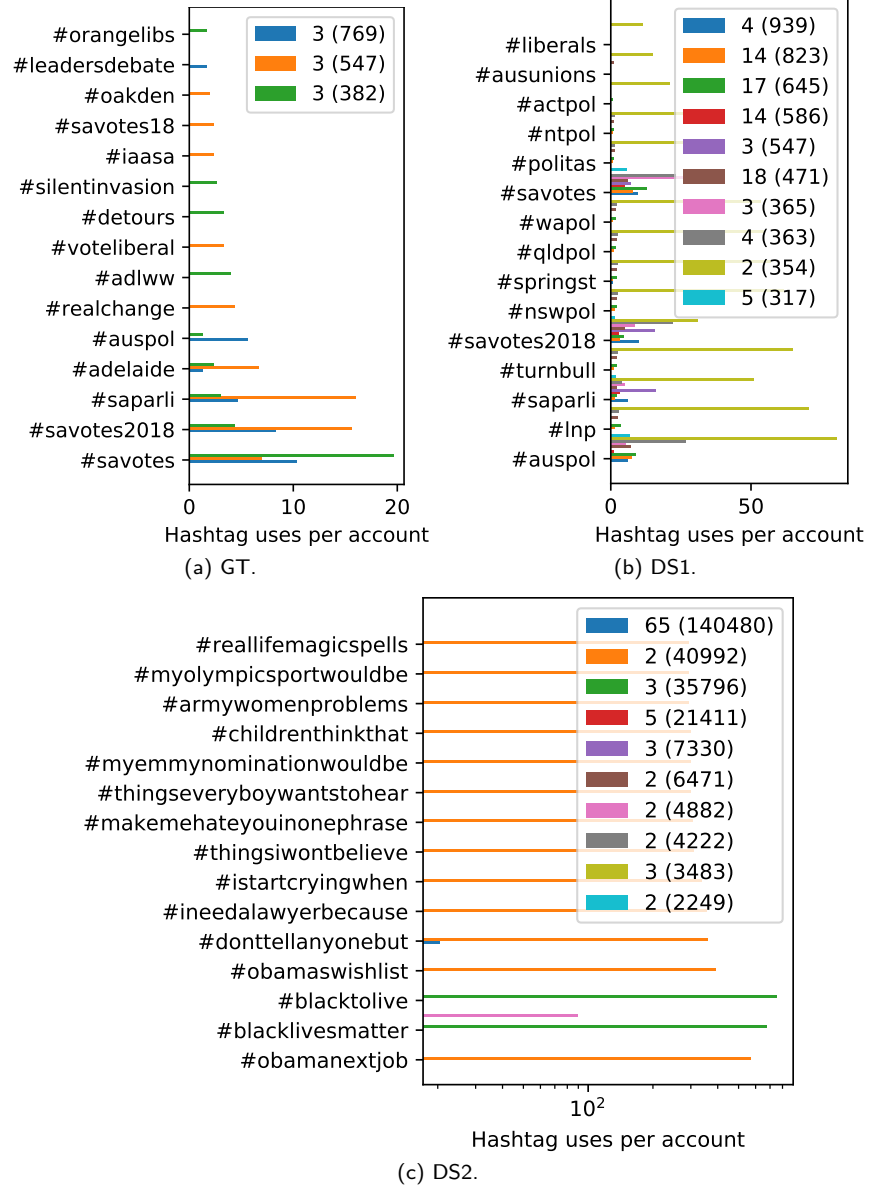 #orangelibs
#leadersdebate
#oakden
#savotes18
#iaasa
#silentinvasion
#detours
#voteliberal
#adlww
#realchange
#auspol
#adelaide
#saparli
#savotes2018
#savotes
3 (769)
3 (547)
3 (382)
0 10 20
Hashtag uses per account
(a) GT.
#liberals
#ausunions
#actpol
#ntpol
#politas
#savotes
#wapol
#qldpol
#springst
#nswpol
#savotes2018
#turnbull
#saparli
#lnp
#auspol
4 (939)
14 (823)
17 (645)
14 (586)
3 (547)
18 (471)
3 (365)
4 (363)
2 (354)
5 (317)
0 50
Hashtag uses per account
(b) DS1.
#reallifemagicspells
#myolympicsportwouldbe
#armywomenproblems
#childrenthinkthat
#myemmynominationwouldbe
#thingseveryboywantstohear
#makemehateyouinonephrase
#thingsiwontbelieve
#istartcryingwhen
#ineedalawyerbecause
#donttellanyonebut
#obamaswishlist
#blacktolive
#blacklivesmatter
#obamanextjob
65 (140480)
2 (40992)
3 (35796)
5 (21411)
3 (7330)
2 (6471)
2 (4882)
2 (4222)
3 (3483)
2 (2249)
10²
Hashtag uses per account
(c) DS2.